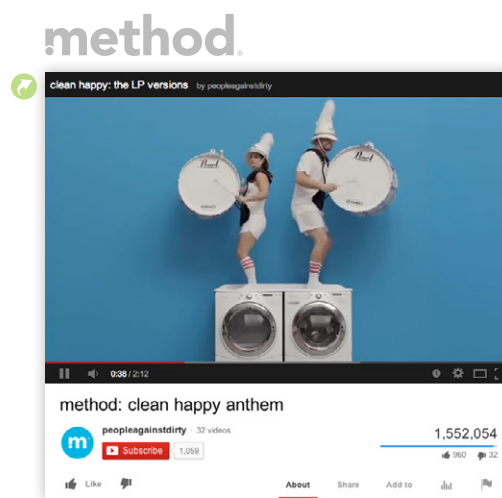 method.
clean happy: the LP versions by peopleagainstdirty
Pearl Pearl
0:38 / 2:12
method: clean happy anthem
m peopleagainstdirty · 32 videos
Subscribe 1,059
1,552,054
960 32
Like About Share Add to